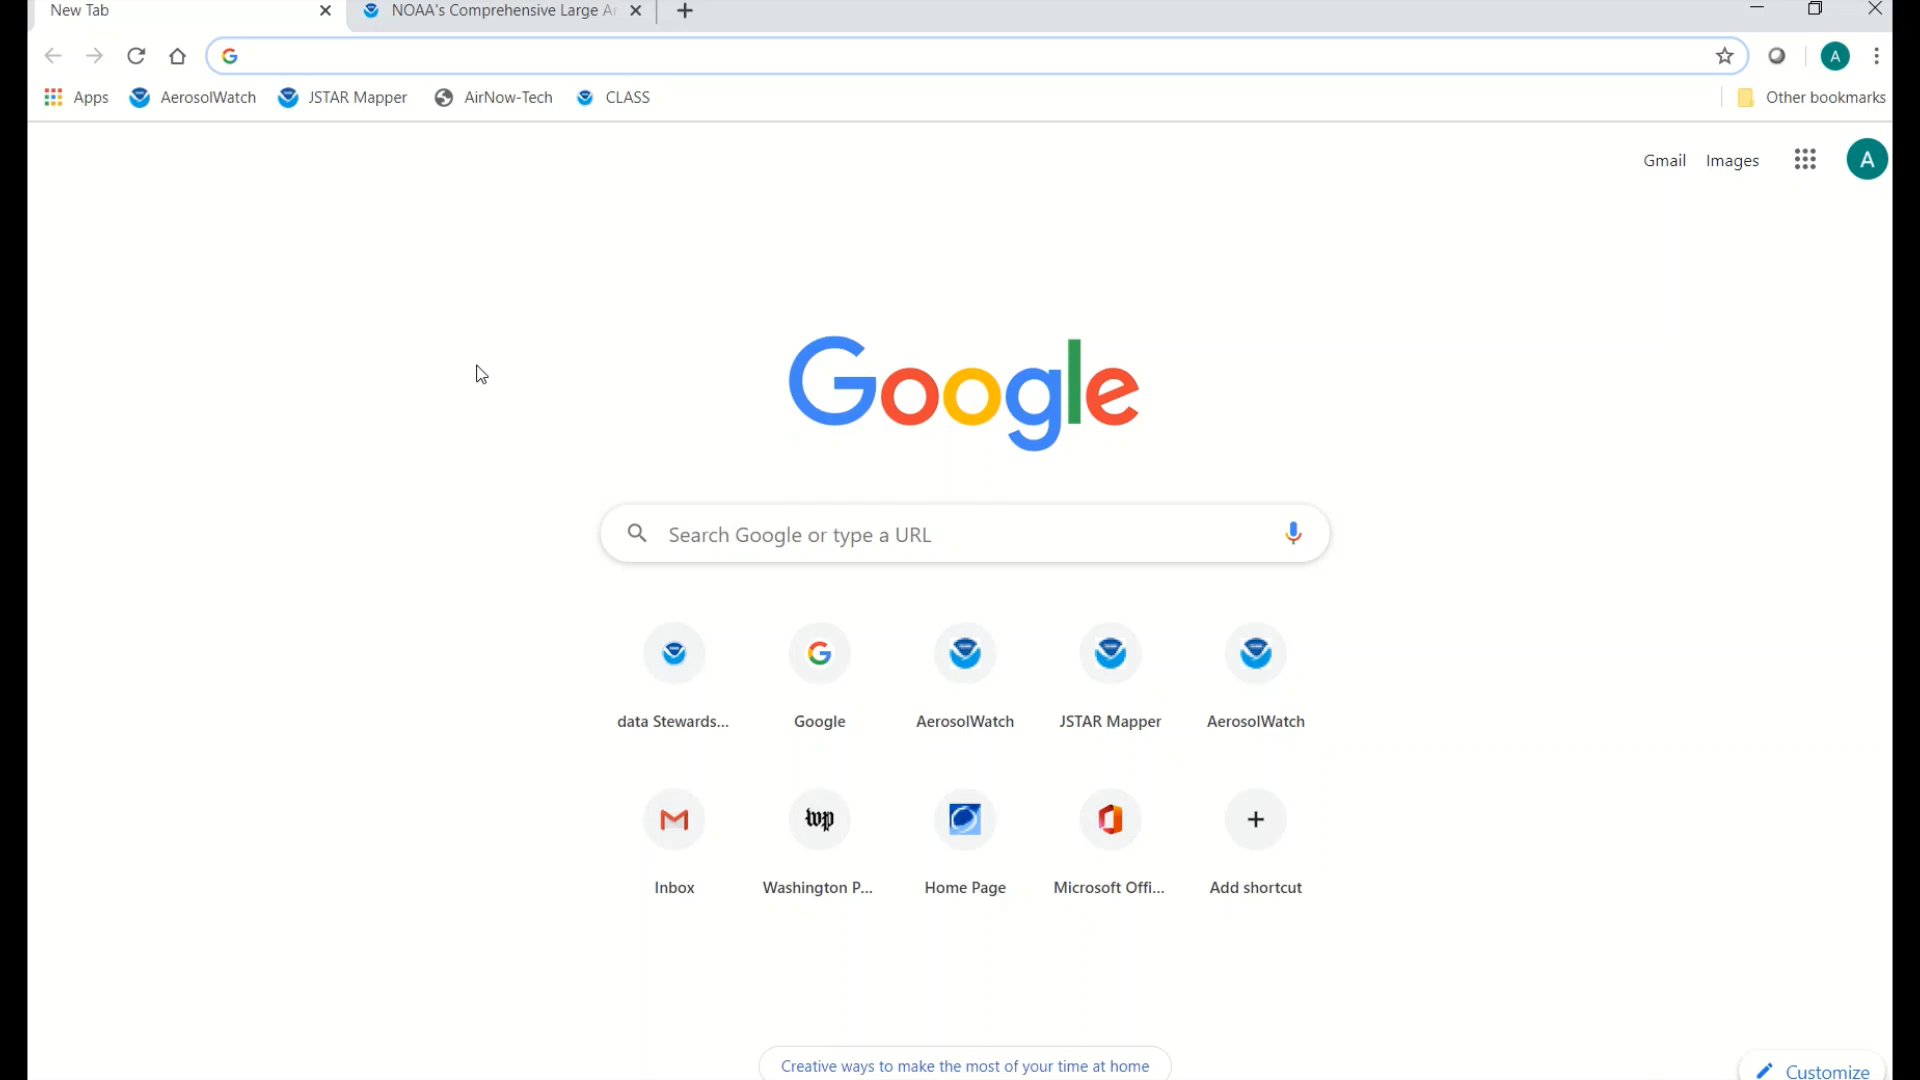 New Tab
NOAA's Comprehensive Large Ar
Apps AerosolWatch JSTAR Mapper AirNow-Tech CLASS Other bookmarks
A
Gmail Images A
Google
Search Google or type a URL
data Stewards... Google AerosolWatch JSTAR Mapper AerosolWatch
wp
Inbox Washington P... Home Page Microsoft Offi... Add shortcut
Creative ways to make the most of your time at home
Customize